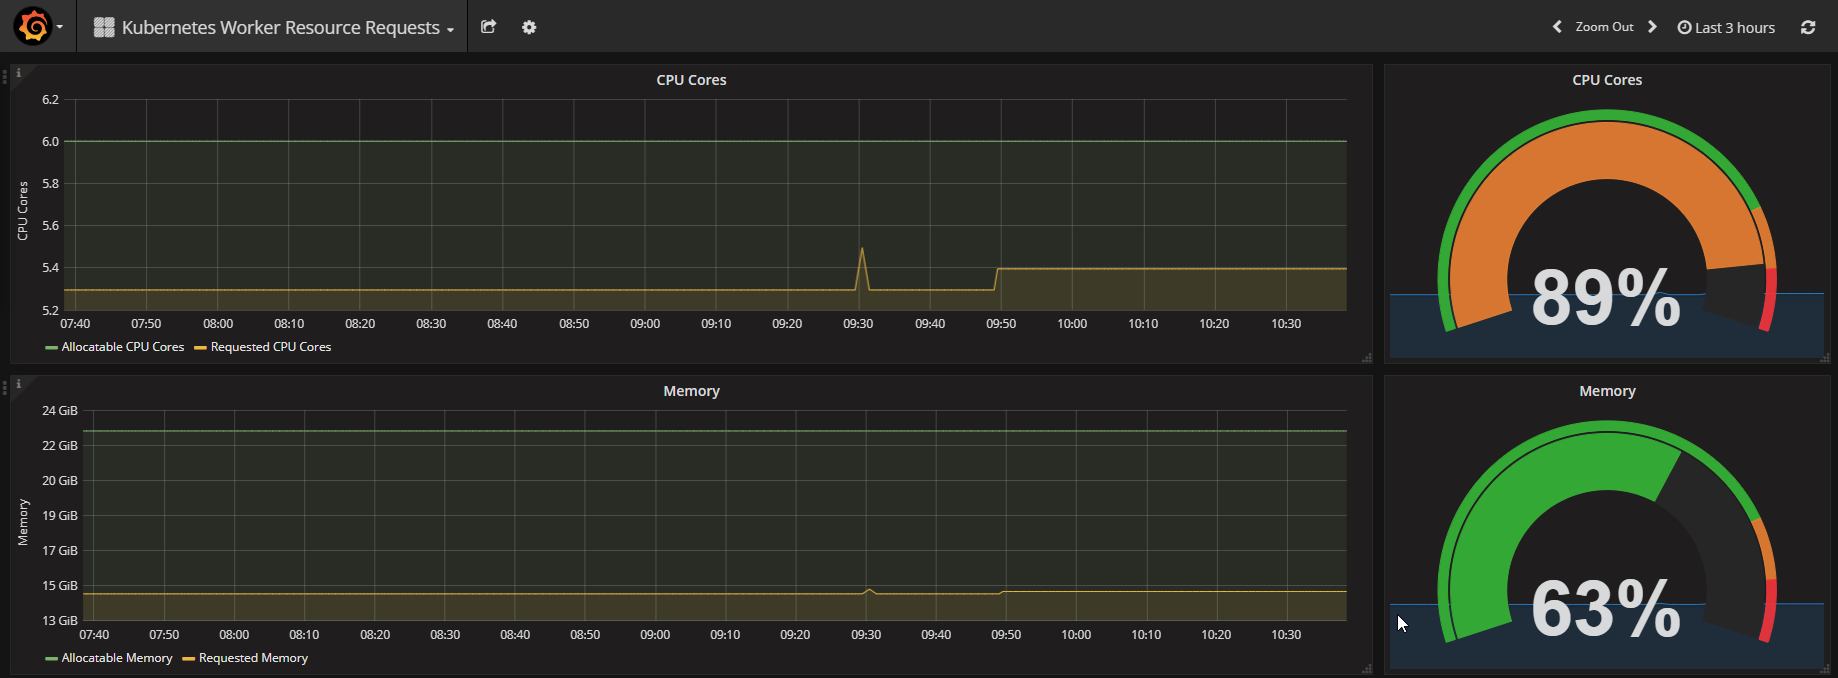 Kubernetes Worker Resource Requests
Zoom Out
Last 3 hours
CPU Cores
6.2
6.0
5.8
5.6
5.4
5.2
CPU Cores
07:40 07:50 08:00 08:10 08:20 08:30 08:40 08:50 09:00 09:10 09:20 09:30 09:40 09:50 10:00 10:10 10:20 10:30
Allocatable CPU Cores Requested CPU Cores
CPU Cores
89%
Memory
24 GiB
22 GiB
20 GiB
19 GiB
17 GiB
15 GiB
13 GiB
Memory
07:40 07:50 08:00 08:10 08:20 08:30 08:40 08:50 09:00 09:10 09:20 09:30 09:40 09:50 10:00 10:10 10:20 10:30
Allocatable Memory Requested Memory
Memory
63%